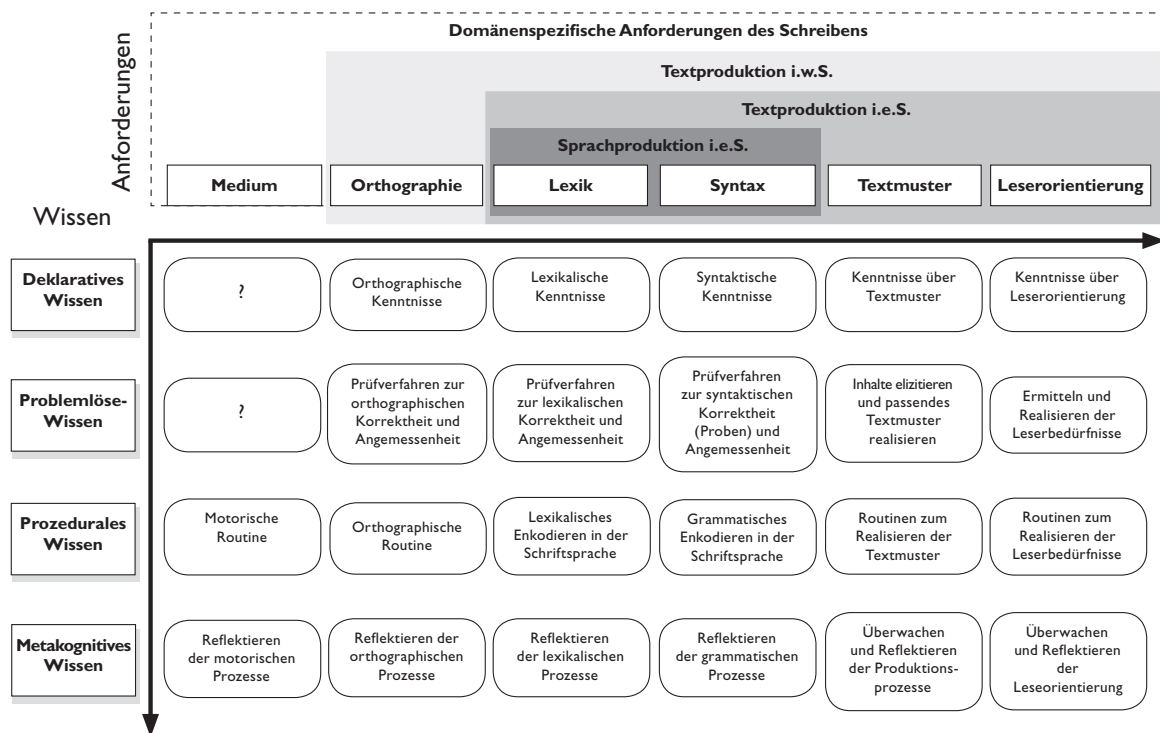 Domänenspezifische Anforderungen des Schreibens
Textproduktion i.w.S.
Textproduktion i.e.S.
Sprachproduktion i.e.S.
Anforderungen
Medium
Orthographie
Lexik
Syntax
Textmuster
Leserorientierung
Wissen
Deklaratives
Wissen
?
Orthographische
Kenntnisse
Lexikalische
Kenntnisse
Syntaktische
Kenntnisse
Kenntnisse über
Textmuster
Kenntnisse über
Leserorientierung
Problemlöse-
Wissen
?
Prüfverfahren zur
orthographischen
Korrektheit und
Angemessenheit
Prüfverfahren
zur lexikalischen
Korrektheit und
Angemessenheit
Prüfverfahren
zur syntaktischen
Korrektheit
(Proben) und
Angemessenheit
Inhalte elizitieren
und passendes
Textmuster
realisieren
Ermitteln und
Realisieren der
Leserbedürfnisse
Prozedurales
Wissen
Motorische
Routine
Orthographische
Routine
Lexikalisches
Enkodieren in der
Schriftsprache
Grammatisches
Enkodieren in der
Schriftsprache
Routinen zum
Realisieren der
Textmuster
Routinen zum
Realisieren der
Leserbedürfnisse
Metakognitives
Wissen
Reflektieren
der motorischen
Prozesse
Reflektieren der
orthographischen
Prozesse
Reflektieren
der lexikalischen
Prozesse
Reflektieren
der grammatischen
Prozesse
Überwachen
und Reflektieren
der Produktions-
prozesse
Überwachen
und Reflektieren
der
Leseorientierung